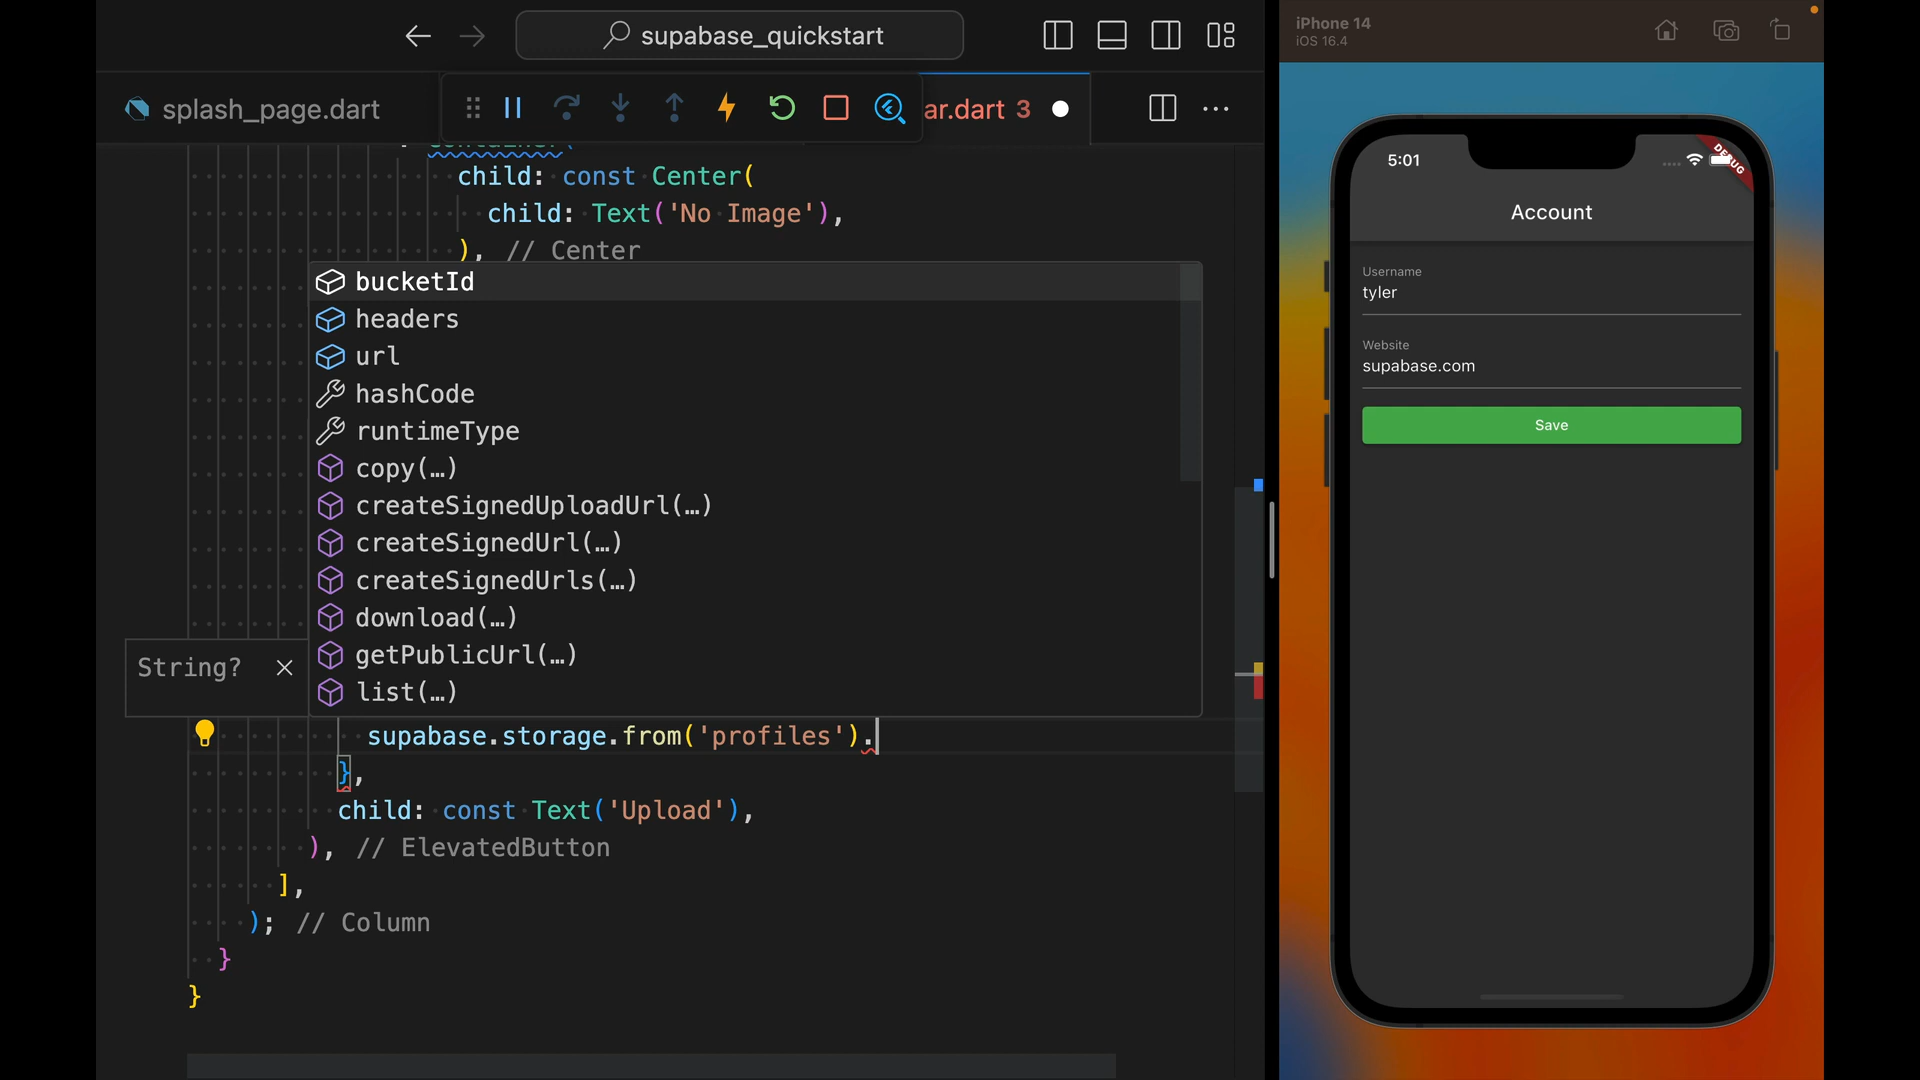 supabase_quickstart
splash_page.dart
ar.dart 3
child: const Center(
child: Text('No Image'),
), // Center
bucketId
headers
url
hashCode
runtimeType
copy(…)
createSignedUploadUrl(…)
createSignedUrl(…)
createSignedUrls(…)
download(…)
getPublicUrl(…)
list(…)
String?
supabase.storage.from('profiles').
},
child: const Text('Upload'),
), // ElevatedButton
],
); // Column
}
}
iPhone 14
iOS 16.4
5:01
DEBUG
Account
Username
tyler
Website
supabase.com
Save